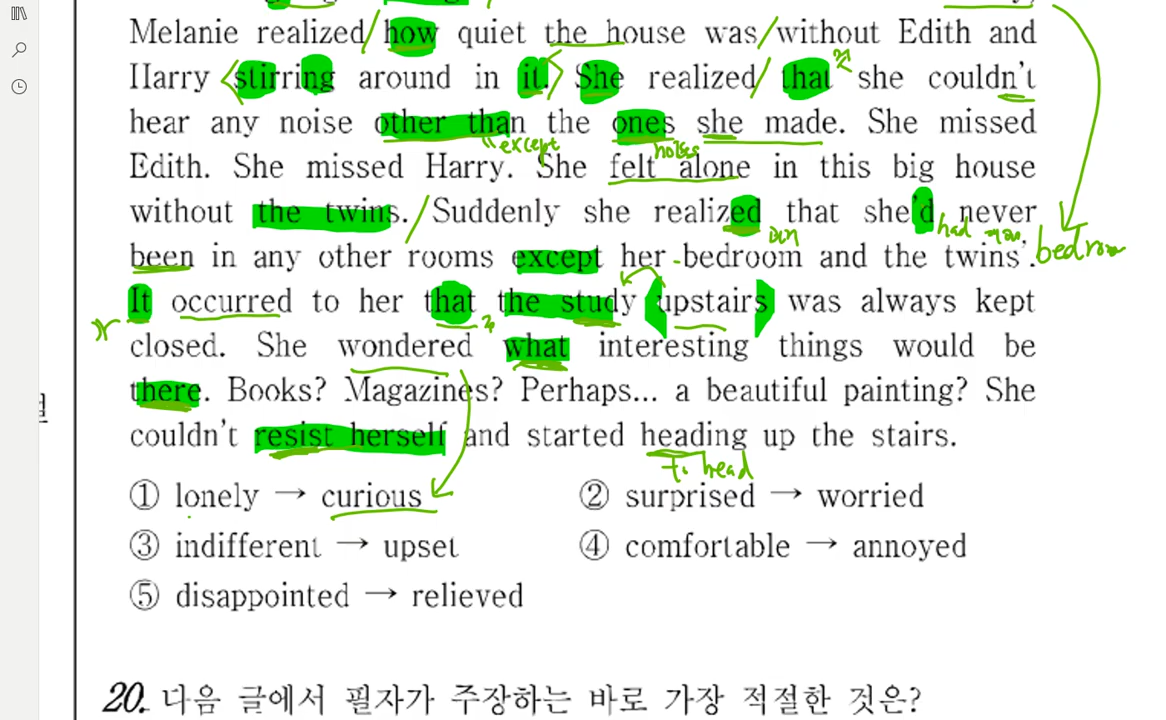 Melanie realized how quiet the house was without Edith and
Harry stirring around in it. She realized that she couldn't
hear any noise other than the ones she made. She missed
except
noises
Edith. She missed Harry. She felt alone in this big house
without the twins. Suddenly she realized that she'd never
had
been in any other rooms except her bedroom and the twins'.
bedroom
It occurred to her that the study upstairs was always kept
closed. She wondered what interesting things would be
there. Books? Magazines? Perhaps... a beautiful painting? She
couldn't resist herself and started heading up the stairs.
to head
① lonely → curious ② surprised → worried
③ indifferent → upset ④ comfortable → annoyed
⑤ disappointed → relieved
20. 다음 글에서 필자가 주장하는 바로 가장 적절한 것은?